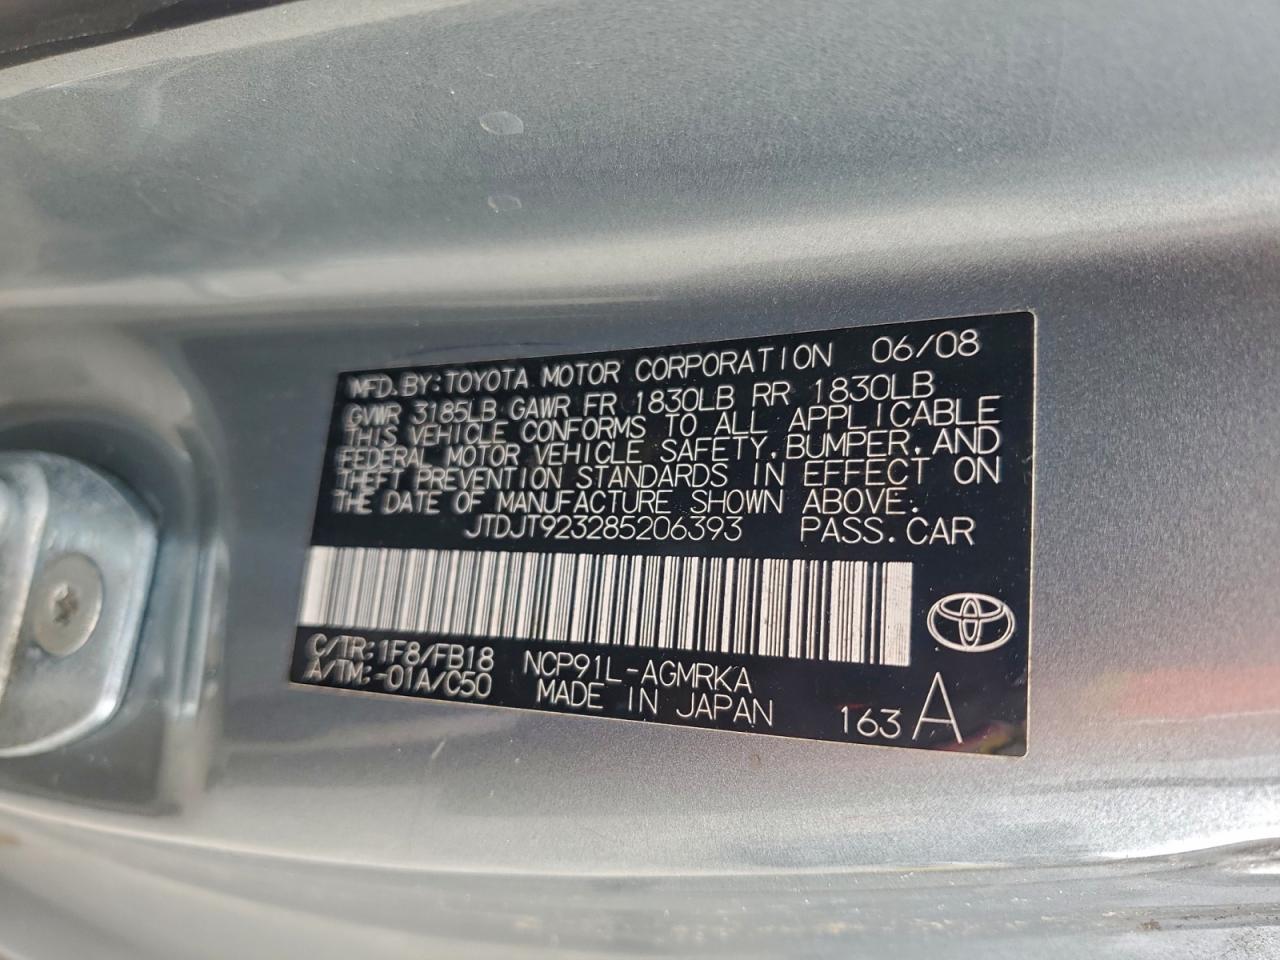 MFD.BY:TOYOTA MOTOR CORPORATION 06/08
GVWR 3185LB GAWR FR 1830LB RR 1830LB
THIS VEHICLE CONFORMS TO ALL APPLICABLE
FEDERAL MOTOR VEHICLE SAFETY,BUMPER,AND
THEFT PREVENTION STANDARDS IN EFFECT ON
THE DATE OF MANUFACTURE SHOWN ABOVE.
JTDJT923285206393 PASS.CAR
C/TR:1F8/FB18 NCP91L-AGMRKA
A/TM:-01A/C50 MADE IN JAPAN 163 A